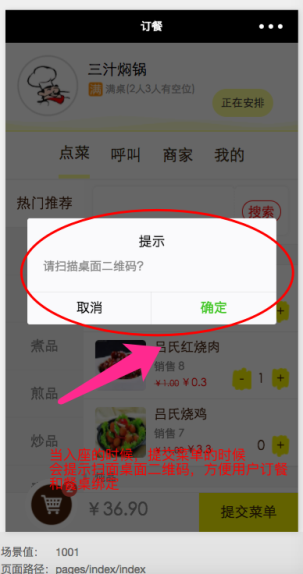 订餐
三汁焖锅
满 满桌(2人3人有空位)
正在安排
点菜 呼叫 商家 我的
热门推荐
搜索
提示
请扫描桌面二维码?
取消 确定
煮品
煎品
炒品
吕氏红烧肉
销售 8
￥1.00 ￥0.3
- 1 +
吕氏烧鸡
销售 7
￥3.3
0 +
当入座的时候，提交菜单的时候
会提示扫面桌面二维码，方便用户订餐
和餐桌绑定
2
￥36.90
提交菜单
场景值： 1001
页面路径： pages/index/index